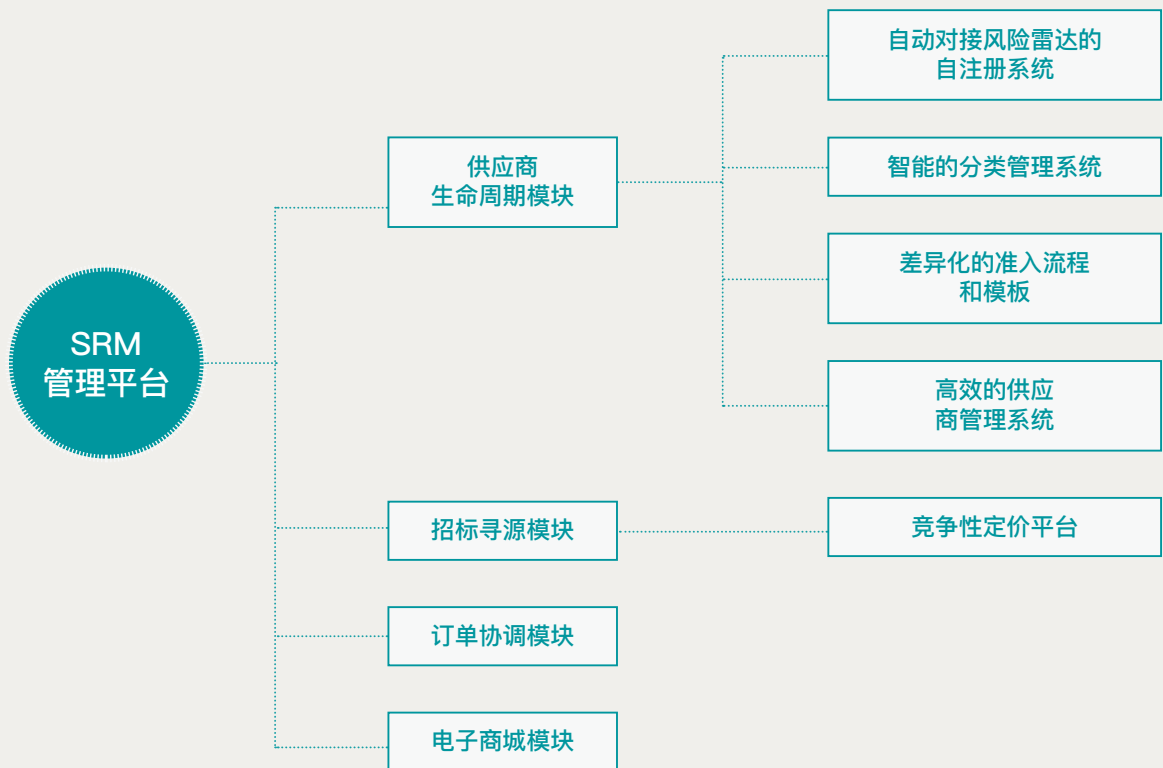 SRM
管理平台
供应商
生命周期模块
自动对接风险雷达的
自注册系统
智能的分类管理系统
差异化的准入流程
和模板
高效的供应
商管理系统
招标寻源模块
竞争性定价平台
订单协调模块
电子商城模块